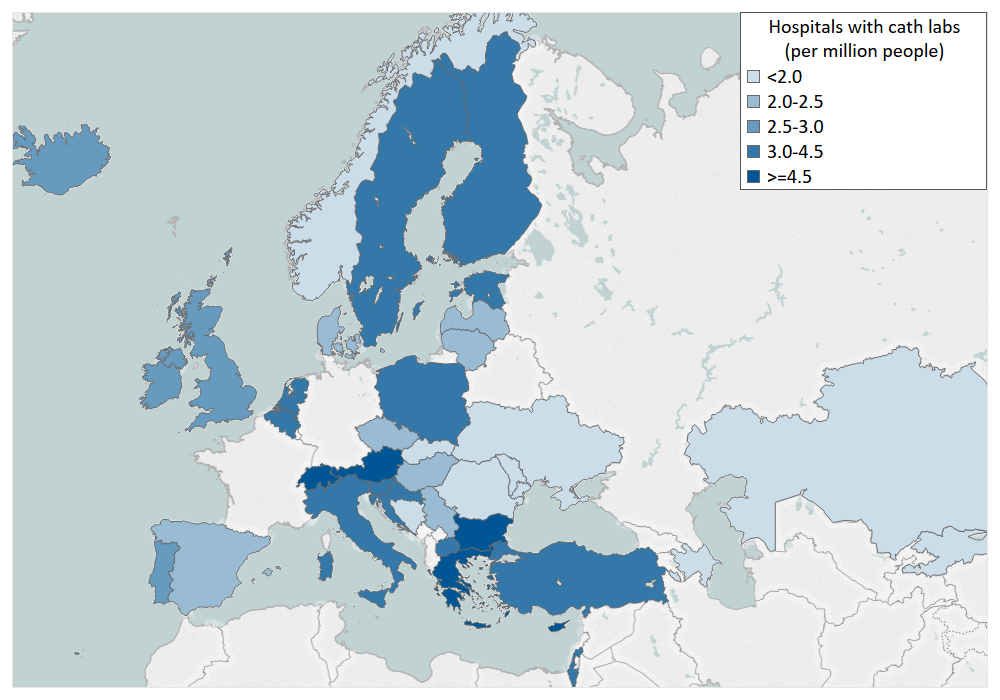 Hospitals with cath labs
(per million people)
<2.0
2.0-2.5
2.5-3.0
3.0-4.5
>=4.5